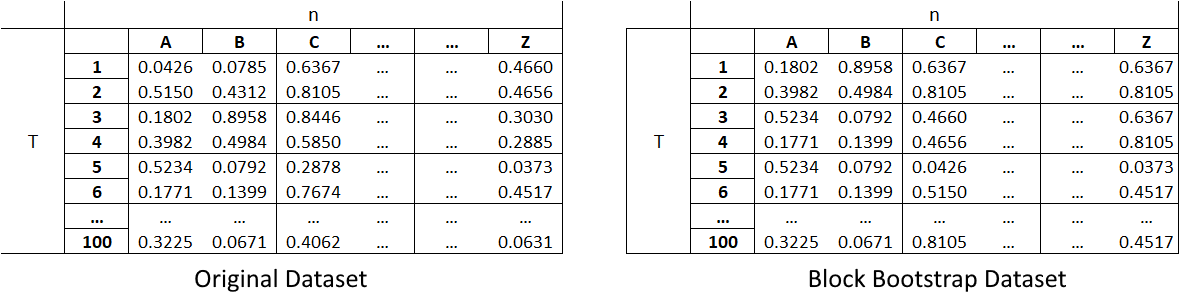 n
A B C ... ... Z
1 0.0426 0.0785 0.6367 ... ... 0.4660
2 0.5150 0.4312 0.8105 ... ... 0.4656
3 0.1802 0.8958 0.8446 ... ... 0.3030
T 4 0.3982 0.4984 0.5850 ... ... 0.2885
5 0.5234 0.0792 0.2878 ... ... 0.0373
6 0.1771 0.1399 0.7674 ... ... 0.4517
... ... ... ... ... ... ...
100 0.3225 0.0671 0.4062 ... ... 0.0631
Original Dataset
n
A B C ... ... Z
1 0.1802 0.8958 0.6367 ... ... 0.6367
2 0.3982 0.4984 0.8105 ... ... 0.8105
3 0.5234 0.0792 0.4660 ... ... 0.6367
T 4 0.1771 0.1399 0.4656 ... ... 0.8105
5 0.5234 0.0792 0.0426 ... ... 0.0373
6 0.1771 0.1399 0.5150 ... ... 0.4517
... ... ... ... ... ... ...
100 0.3225 0.0671 0.8105 ... ... 0.4517
Block Bootstrap Dataset